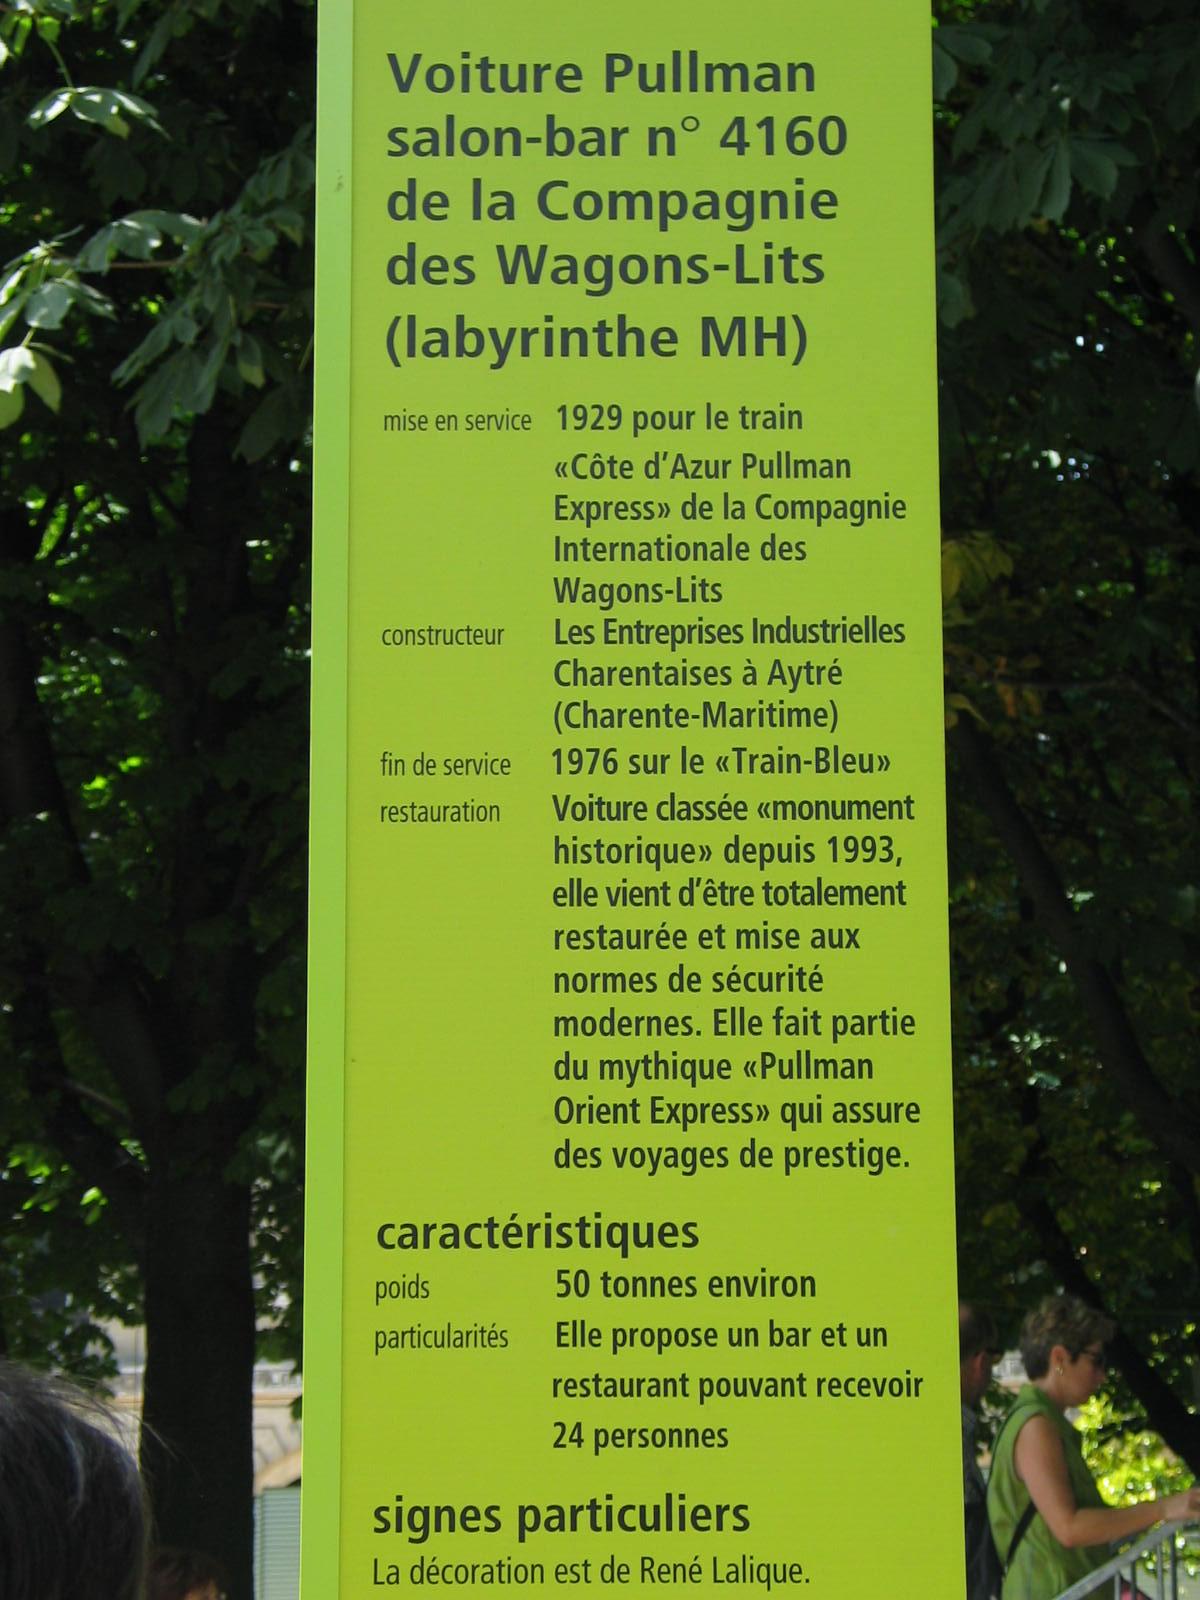 Voiture Pullman
salon-bar n° 4160
de la Compagnie
des Wagons-Lits
(labyrinthe MH)
mise en service 1929 pour le train
«Côte d'Azur Pullman
Express» de la Compagnie
Internationale des
Wagons-Lits
constructeur Les Entreprises Industrielles
Charentaises à Aytré
(Charente-Maritime)
fin de service 1976 sur le «Train-Bleu»
restauration Voiture classée «monument
historique» depuis 1993,
elle vient d'être totalement
restaurée et mise aux
normes de sécurité
modernes. Elle fait partie
du mythique «Pullman
Orient Express» qui assure
des voyages de prestige.
caractéristiques
poids 50 tonnes environ
particularités Elle propose un bar et un
restaurant pouvant recevoir
24 personnes
signes particuliers
La décoration est de René Lalique.